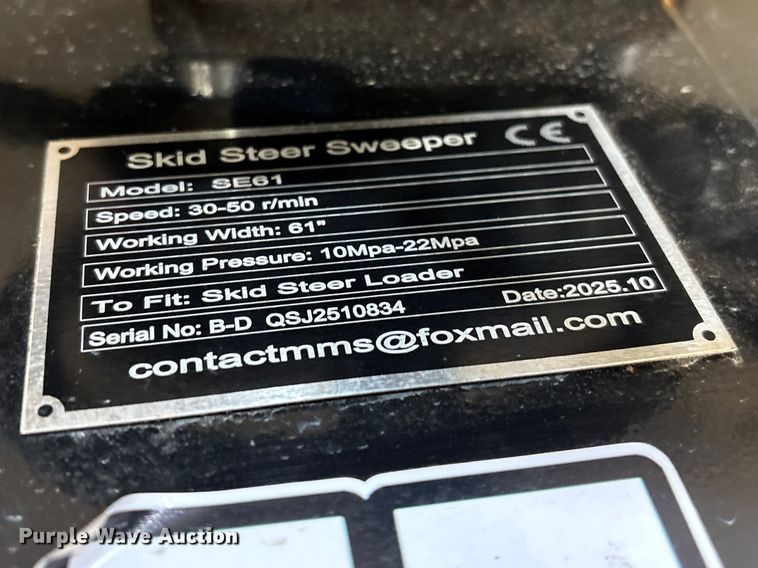 Skid Steer Sweeper CE
Model: SE61
Speed: 30-50 r/min
Working Width: 61"
Working Pressure: 10Mpa-22Mpa
To Fit: Skid Steer Loader
Serial No: B-D QSJ2510834 Date:2025.10
contactmms@foxmail.com
Purple Wave Auction